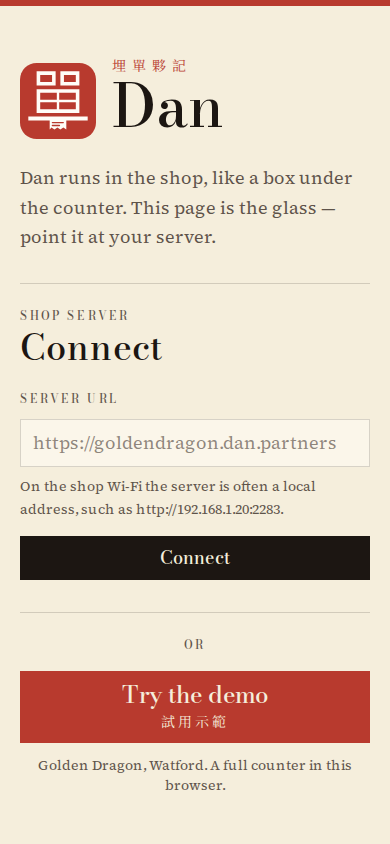 埋單夥記
Dan
Dan runs in the shop, like a box under
the counter. This page is the glass —
point it at your server.
SHOP SERVER
Connect
SERVER URL
https://goldendragon.dan.partners
On the shop Wi-Fi the server is often a local
address, such as http://192.168.1.20:2283.
Connect
OR
Try the demo
試用示範
Golden Dragon, Watford. A full counter in this
browser.